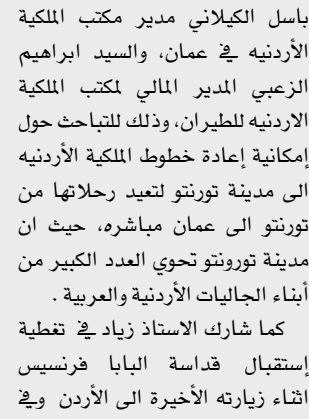 باسل الكيلاني مدير مكتب الملكية
الأردنيه في عمان، والسيد ابراهيم
الزعبي المدير المالي لمكتب الملكية
الاردنيه للطيران، وذلك للتباحث حول
إمكانية إعادة خطوط الملكية الأردنيه
الى مدينة تورنتو لتعيد رحلاتها من
تورنتو الى عمان مباشره، حيث ان
مدينة تورونتو تحوي العدد الكبير من
أبناء الجاليات الأردنية والعربية .
كما شارك الاستاذ زياد في تغطية
إستقبال قداسة البابا فرنسيس
اثناء زيارته الأخيرة الى الأردن وفي